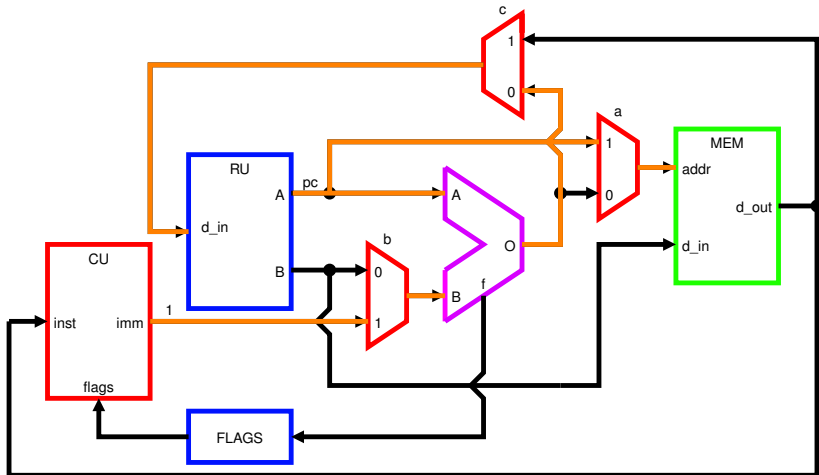 c
1
0
a
1
0
MEM
addr
d_out
d_in
RU
A
pc
d_in
B
A
O
B
f
b
0
1
CU
inst
imm
1
flags
FLAGS